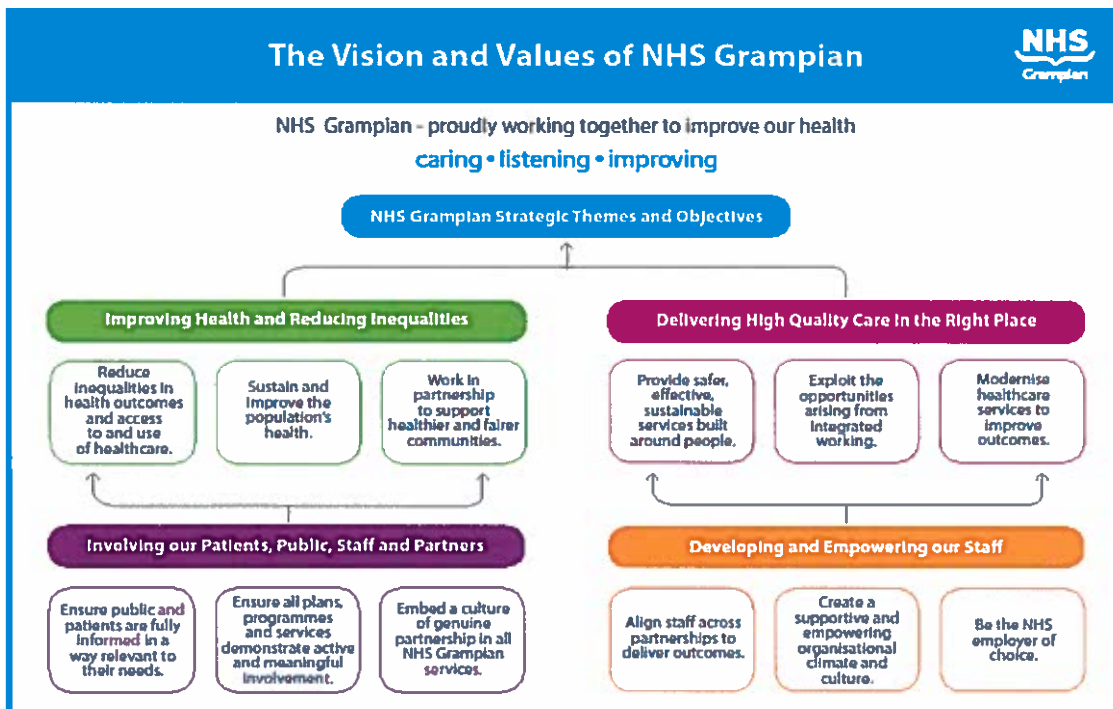 The Vision and Values of NHS Grampian
NHS
Grampian
NHS Grampian - proudly working together to improve our health
caring • listening • improving
NHS Grampian Strategic Themes and Objectives
Improving Health and Reducing Inequalities
Reduce
inequalities in
health outcomes
and access
to and use
of healthcare.
Sustain and
improve the
population's
health.
Work in
partnership
to support
healthier and fairer
communities.
Delivering High Quality Care in the Right Place
Provide safer,
effective,
sustainable
services built
around people.
Exploit the
opportunities
arising from
integrated
working.
Modernise
healthcare
services to
improve
outcomes.
Involving our Patients, Public, Staff and Partners
Ensure public and
patients are fully
informed in a
way relevant to
their needs.
Ensure all plans,
programmes
and services
demonstrate active
and meaningful
involvement.
Embed a culture
of genuine
partnership in all
NHS Grampian
services.
Developing and Empowering our Staff
Align staff across
partnerships to
deliver outcomes.
Create a
supportive and
empowering
organisational
climate and
culture.
Be the NHS
employer of
choice.